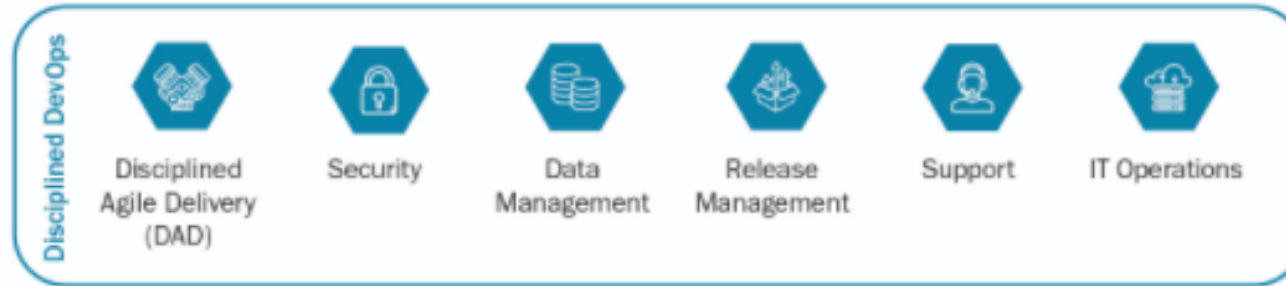 Disciplined DevOps
Disciplined
Agile Delivery
(DAD)
Security
Data
Management
Release
Management
Support
IT Operations